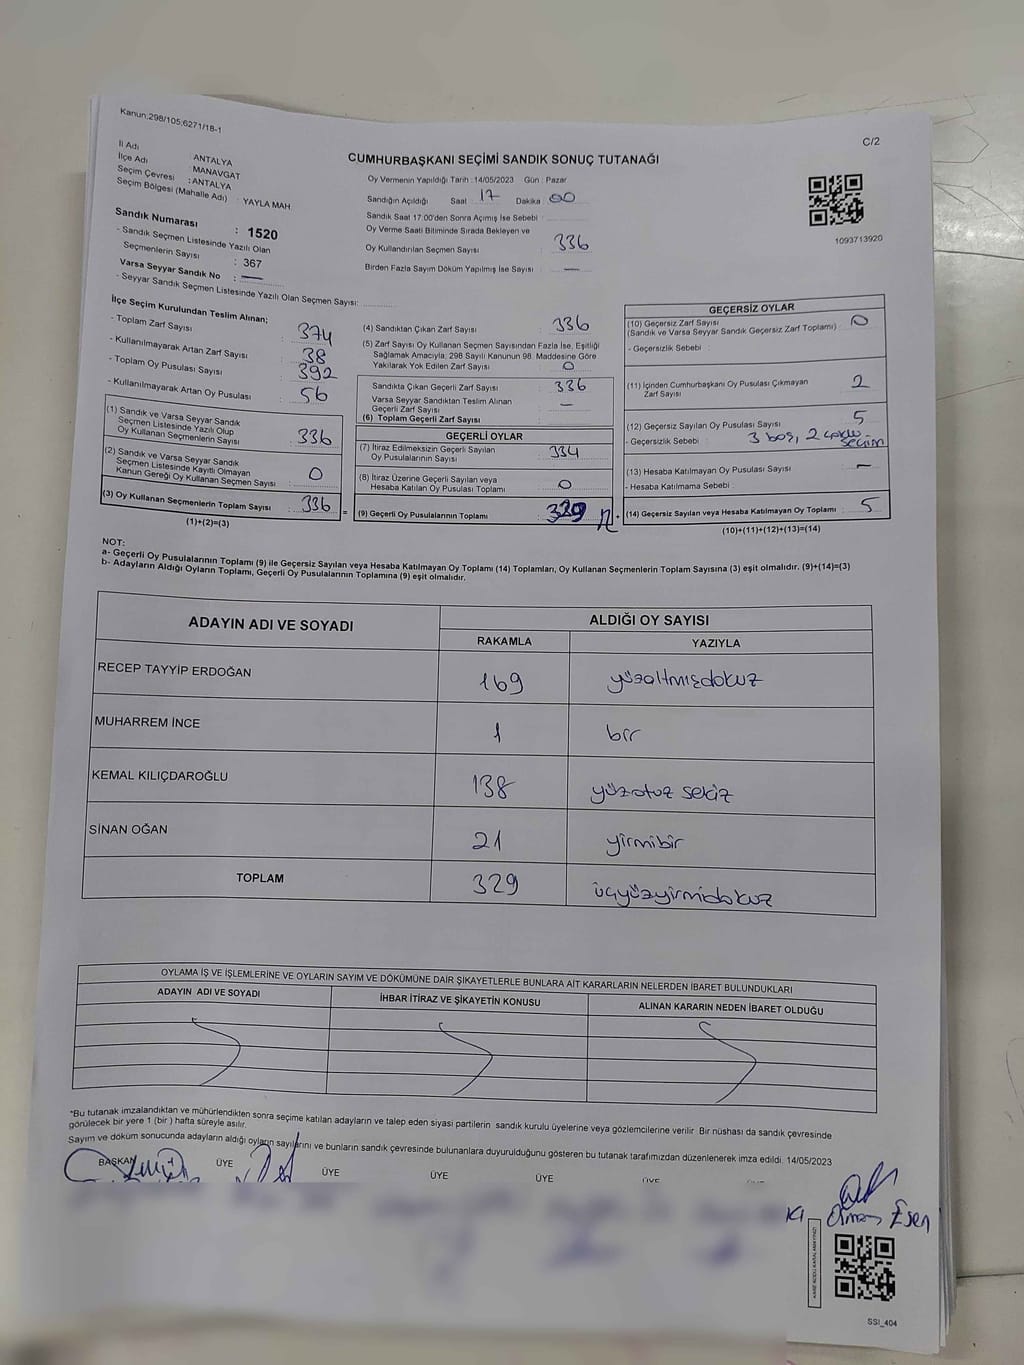 Kanun:298/105;6271/18-1
C/2
İl Adı : ANTALYA
İlçe Adı : MANAVGAT
Seçim Çevresi : ANTALYA
Seçim Bölgesi (Mahalle Adı) : YAYLA MAH
Sandık Numarası : 1520
- Sandık Seçmen Listesinde Yazılı Olan
Seçmenlerin Sayısı : 367
Varsa Seyyar Sandık No : —
- Seyyar Sandık Seçmen Listesinde Yazılı Olan Seçmen Sayısı:
CUMHURBAŞKANI SEÇİMİ SANDIK SONUÇ TUTANAĞI
Oy Vermenin Yapıldığı Tarih :14/05/2023 Gün : Pazar
Sandığın Açıldığı Saat 17 Dakika 00
Sandık Saat 17.00'den Sonra Açımış İse Sebebi :
Oy Verme Saati Bitiminde Sırada Bekleyen ve
Oy Kullandırılan Seçmen Sayısı : 336
Birden Fazla Sayım Döküm Yapılmış İse Sayısı : —
1093713920
İlçe Seçim Kurulundan Teslim Alınan;
- Toplam Zarf Sayısı : 374
- Kullanılmayarak Artan Zarf Sayısı : 38
- Toplam Oy Pusulası Sayısı : 392
- Kullanılmayarak Artan Oy Pusulası : 56
(1) Sandık ve Varsa Seyyar Sandık
Seçmen Listesinde Yazılı Olup
Oy Kullanan Seçmenlerin Sayısı : 336
(2) Sandık ve Varsa Seyyar Sandık
Seçmen Listesinde Kayıtlı Olmayan
Kanun Gereği Oy Kullanan Seçmen Sayısı : 0
(3) Oy Kullanan Seçmenlerin Toplam Sayısı : 336 =
(1)+(2)=(3)
(4) Sandıktan Çıkan Zarf Sayısı : 336
(5) Zarf Sayısı Oy Kullanan Seçmen Sayısından Fazla İse, Eşitliği
Sağlamak Amacıyla; 298 Sayılı Kanunun 98. Maddesine Göre
Yakılarak Yok Edilen Zarf Sayısı : 0
Sandıkta Çıkan Geçerli Zarf Sayısı : 336
Varsa Seyyar Sandıktan Teslim Alınan
Geçerli Zarf Sayısı : —
(6) Toplam Geçerli Zarf Sayısı :
GEÇERLİ OYLAR
(7) İtiraz Edilmeksizin Geçerli Sayılan
Oy Pusulalarının Sayısı : 334
(8) İtiraz Üzerine Geçerli Sayılan veya
Hesaba Katılan Oy Pusulası Toplamı : 0
(9) Geçerli Oy Pusulalarının Toplamı : 329 +
GEÇERSİZ OYLAR
(10) Geçersiz Zarf Sayısı : 0
(Sandık ve Varsa Seyyar Sandık Geçersiz Zarf Toplamı)
- Geçersizlik Sebebi :
(11) İçinden Cumhurbaşkanı Oy Pusulası Çıkmayan
Zarf Sayısı : 2
(12) Geçersiz Sayılan Oy Pusulası Sayısı : 5
- Geçersizlik Sebebi : 3 boş, 2 çoklu
seçim
(13) Hesaba Katılmayan Oy Pusulası Sayısı : —
- Hesaba Katılmama Sebebi :
(14) Geçersiz Sayılan veya Hesaba Katılmayan Oy Toplamı : 5
(10)+(11)+(12)+(13)=(14)
NOT:
a- Geçerli Oy Pusulalarının Toplamı (9) ile Geçersiz Sayılan veya Hesaba Katılmayan Oy Toplamı (14) Toplamları, Oy Kullanan Seçmenlerin Toplam Sayısına (3) eşit olmalıdır. (9)+(14)=(3)
b- Adayların Aldığı Oyların Toplamı, Geçerli Oy Pusulalarının Toplamına (9) eşit olmalıdır.
ADAYIN ADI VE SOYADI ALDIĞI OY SAYISI
RAKAMLA YAZIYLA
RECEP TAYYİP ERDOĞAN 169 yüzaltmışdokuz
MUHARREM İNCE 1 bir
KEMAL KILIÇDAROĞLU 138 yüzotuz sekiz
SİNAN OĞAN 21 yirmibir
TOPLAM 329 üçyüzyirmidokuz
OYLAMA İŞ VE İŞLEMLERİNE VE OYLARIN SAYIM VE DÖKÜMÜNE DAİR ŞİKAYETLERLE BUNLARA AİT KARARLARIN NELERDEN İBARET BULUNDUKLARI
ADAYIN ADI VE SOYADI İHBAR İTİRAZ VE ŞİKAYETİN KONUSU ALINAN KARARIN NEDEN İBARET OLDUĞU
*Bu tutanak imzalandıktan ve mühürlendikten sonra seçime katılan adayların ve talep eden siyasi partilerin sandık kurulu üyelerine veya gözlemcilerine verilir. Bir nüshası da sandık çevresinde
görülecek bir yere 1 (bir ) hafta süreyle asılır.
Sayım ve döküm sonucunda adayların aldığı oyların sayılarını ve bunların sandık çevresinde bulunanlara duyurulduğunu gösteren bu tutanak tarafımızdan düzenlenerek imza edildi. 14/05/2023
BAŞKAN ÜYE ÜYE ÜYE ÜYE ÜYE
Osman Esen
SSI_404